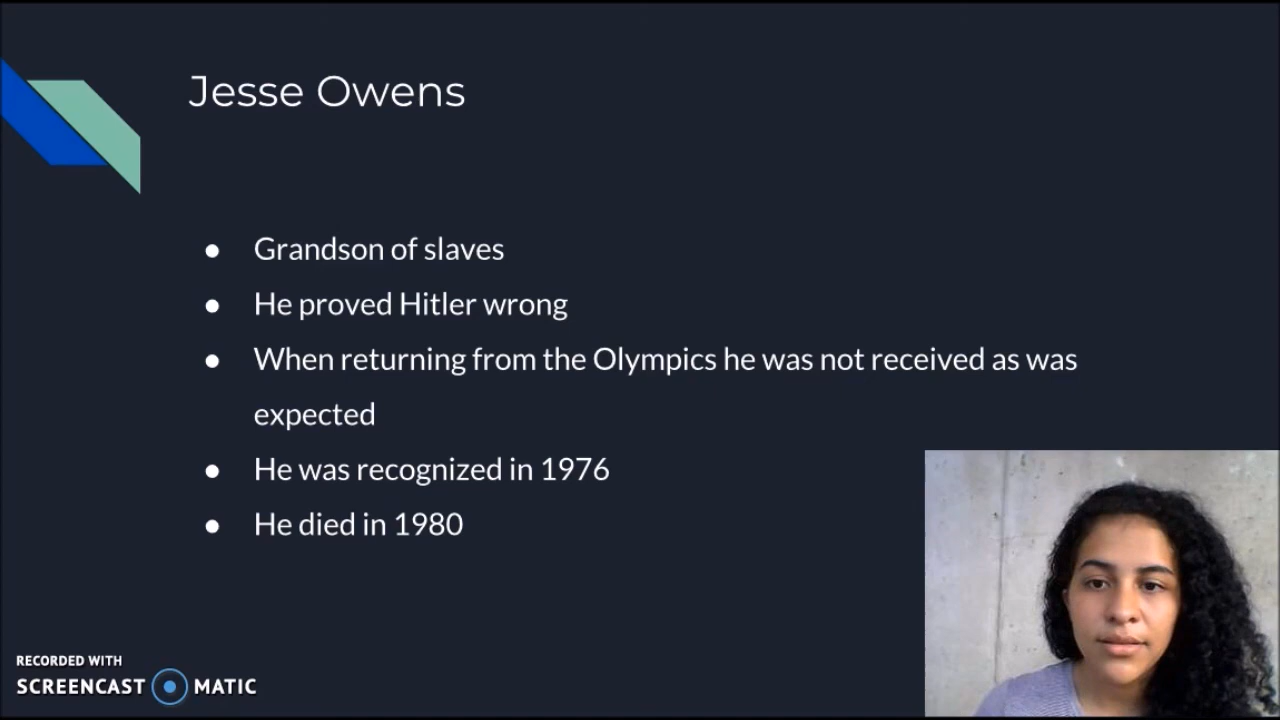 Jesse Owens
● Grandson of slaves
● He proved Hitler wrong
● When returning from the Olympics he was not received as was
expected
● He was recognized in 1976
● He died in 1980
RECORDED WITH
SCREENCAST MATIC